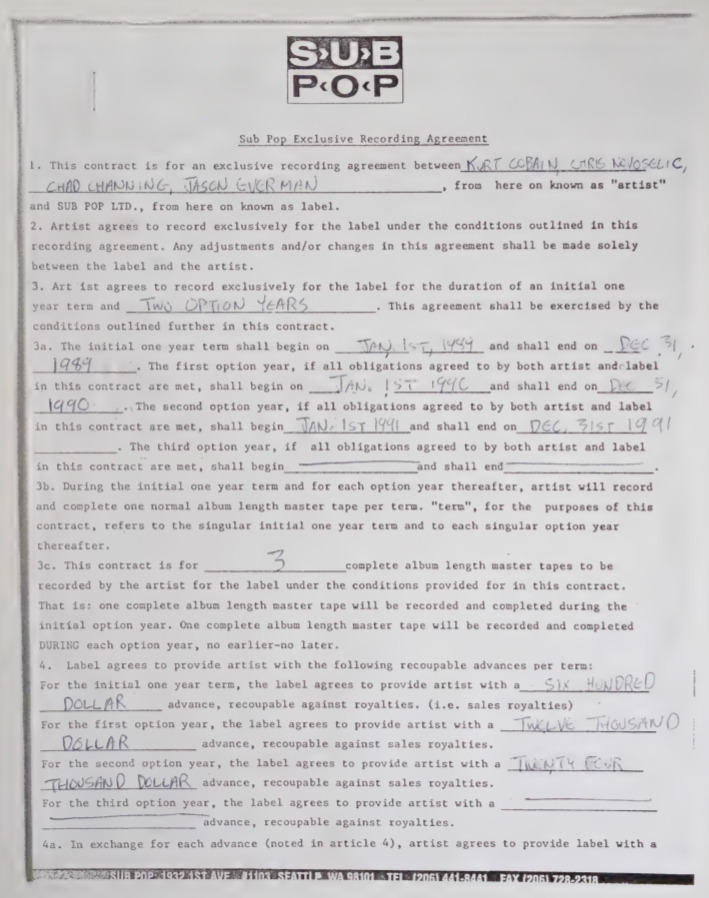 S›U›B
P‹O‹P
Sub Pop Exclusive Recording Agreement
1. This contract is for an exclusive recording agreement between KURT COBAIN, CHRIS NOVOSELIC,
CHAD CHANNING, JASON EVERMAN, from here on known as "artist"
and SUB POP LTD., from here on known as label.
2. Artist agrees to record exclusively for the label under the conditions outlined in this
recording agreement. Any adjustments and/or changes in this agreement shall be made solely
between the label and the artist.
3. Art ist agrees to record exclusively for the label for the duration of an initial one
year term and TWO OPTION YEARS. This agreement shall be exercised by the
conditions outlined further in this contract.
3a. The initial one year term shall begin on JAN, 1ST, 1989 and shall end on DEC 31,
1989. The first option year, if all obligations agreed to by both artist and label
in this contract are met, shall begin on JAN. 1ST 1990 and shall end on DEC 31,
1990. The second option year, if all obligations agreed to by both artist and label
in this contract are met, shall begin JAN. 1ST 1991 and shall end on DEC. 31ST 1991
. The third option year, if all obligations agreed to by both artist and label
in this contract are met, shall begin and shall end .
3b. During the initial one year term and for each option year thereafter, artist will record
and complete one normal album length master tape per term. "term", for the purposes of this
contract, refers to the singular initial one year term and to each singular option year
thereafter.
3c. This contract is for 3 complete album length master tapes to be
recorded by the artist for the label under the conditions provided for in this contract.
That is: one complete album length master tape will be recorded and completed during the
initial option year. One complete album length master tape will be recorded and completed
DURING each option year, no earlier-no later.
4. Label agrees to provide artist with the following recoupable advances per term:
For the initial one year term, the label agrees to provide artist with a SIX HUNDRED
DOLLAR advance, recoupable against royalties. (i.e. sales royalties)
For the first option year, the label agrees to provide artist with a TWELVE THOUSAND
DOLLAR advance, recoupable against sales royalties.
For the second option year, the label agrees to provide artist with a TWENTY FOUR
THOUSAND DOLLAR advance, recoupable against sales royalties.
For the third option year, the label agrees to provide artist with a
advance, recoupable against royalties.
4a. In exchange for each advance (noted in article 4), artist agrees to provide label with a
SUB POP 1932 1ST AVE #1103 SEATTLE WA 98101 TEL (206) 441-8441 FAX (206) 728-2318